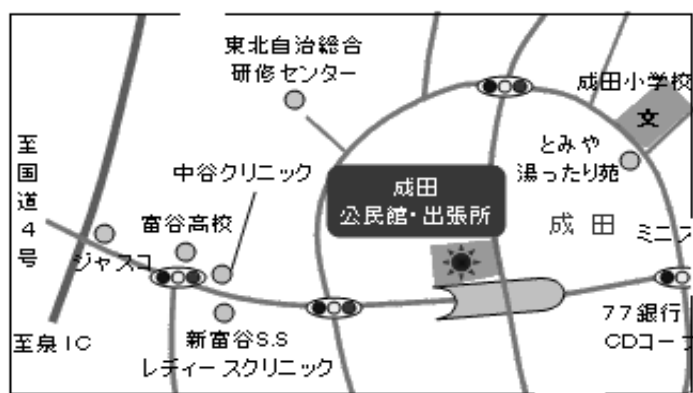 東北自治総合
研修センター
成田小学校
文
とみや
湯ったり苑
至国道4号
中谷クリニック
成田
公民館・出張所
成田
富谷高校
ジャスコ
ミニス
至泉IC
新富谷S.S
レディースクリニック
77銀行
CDコープ